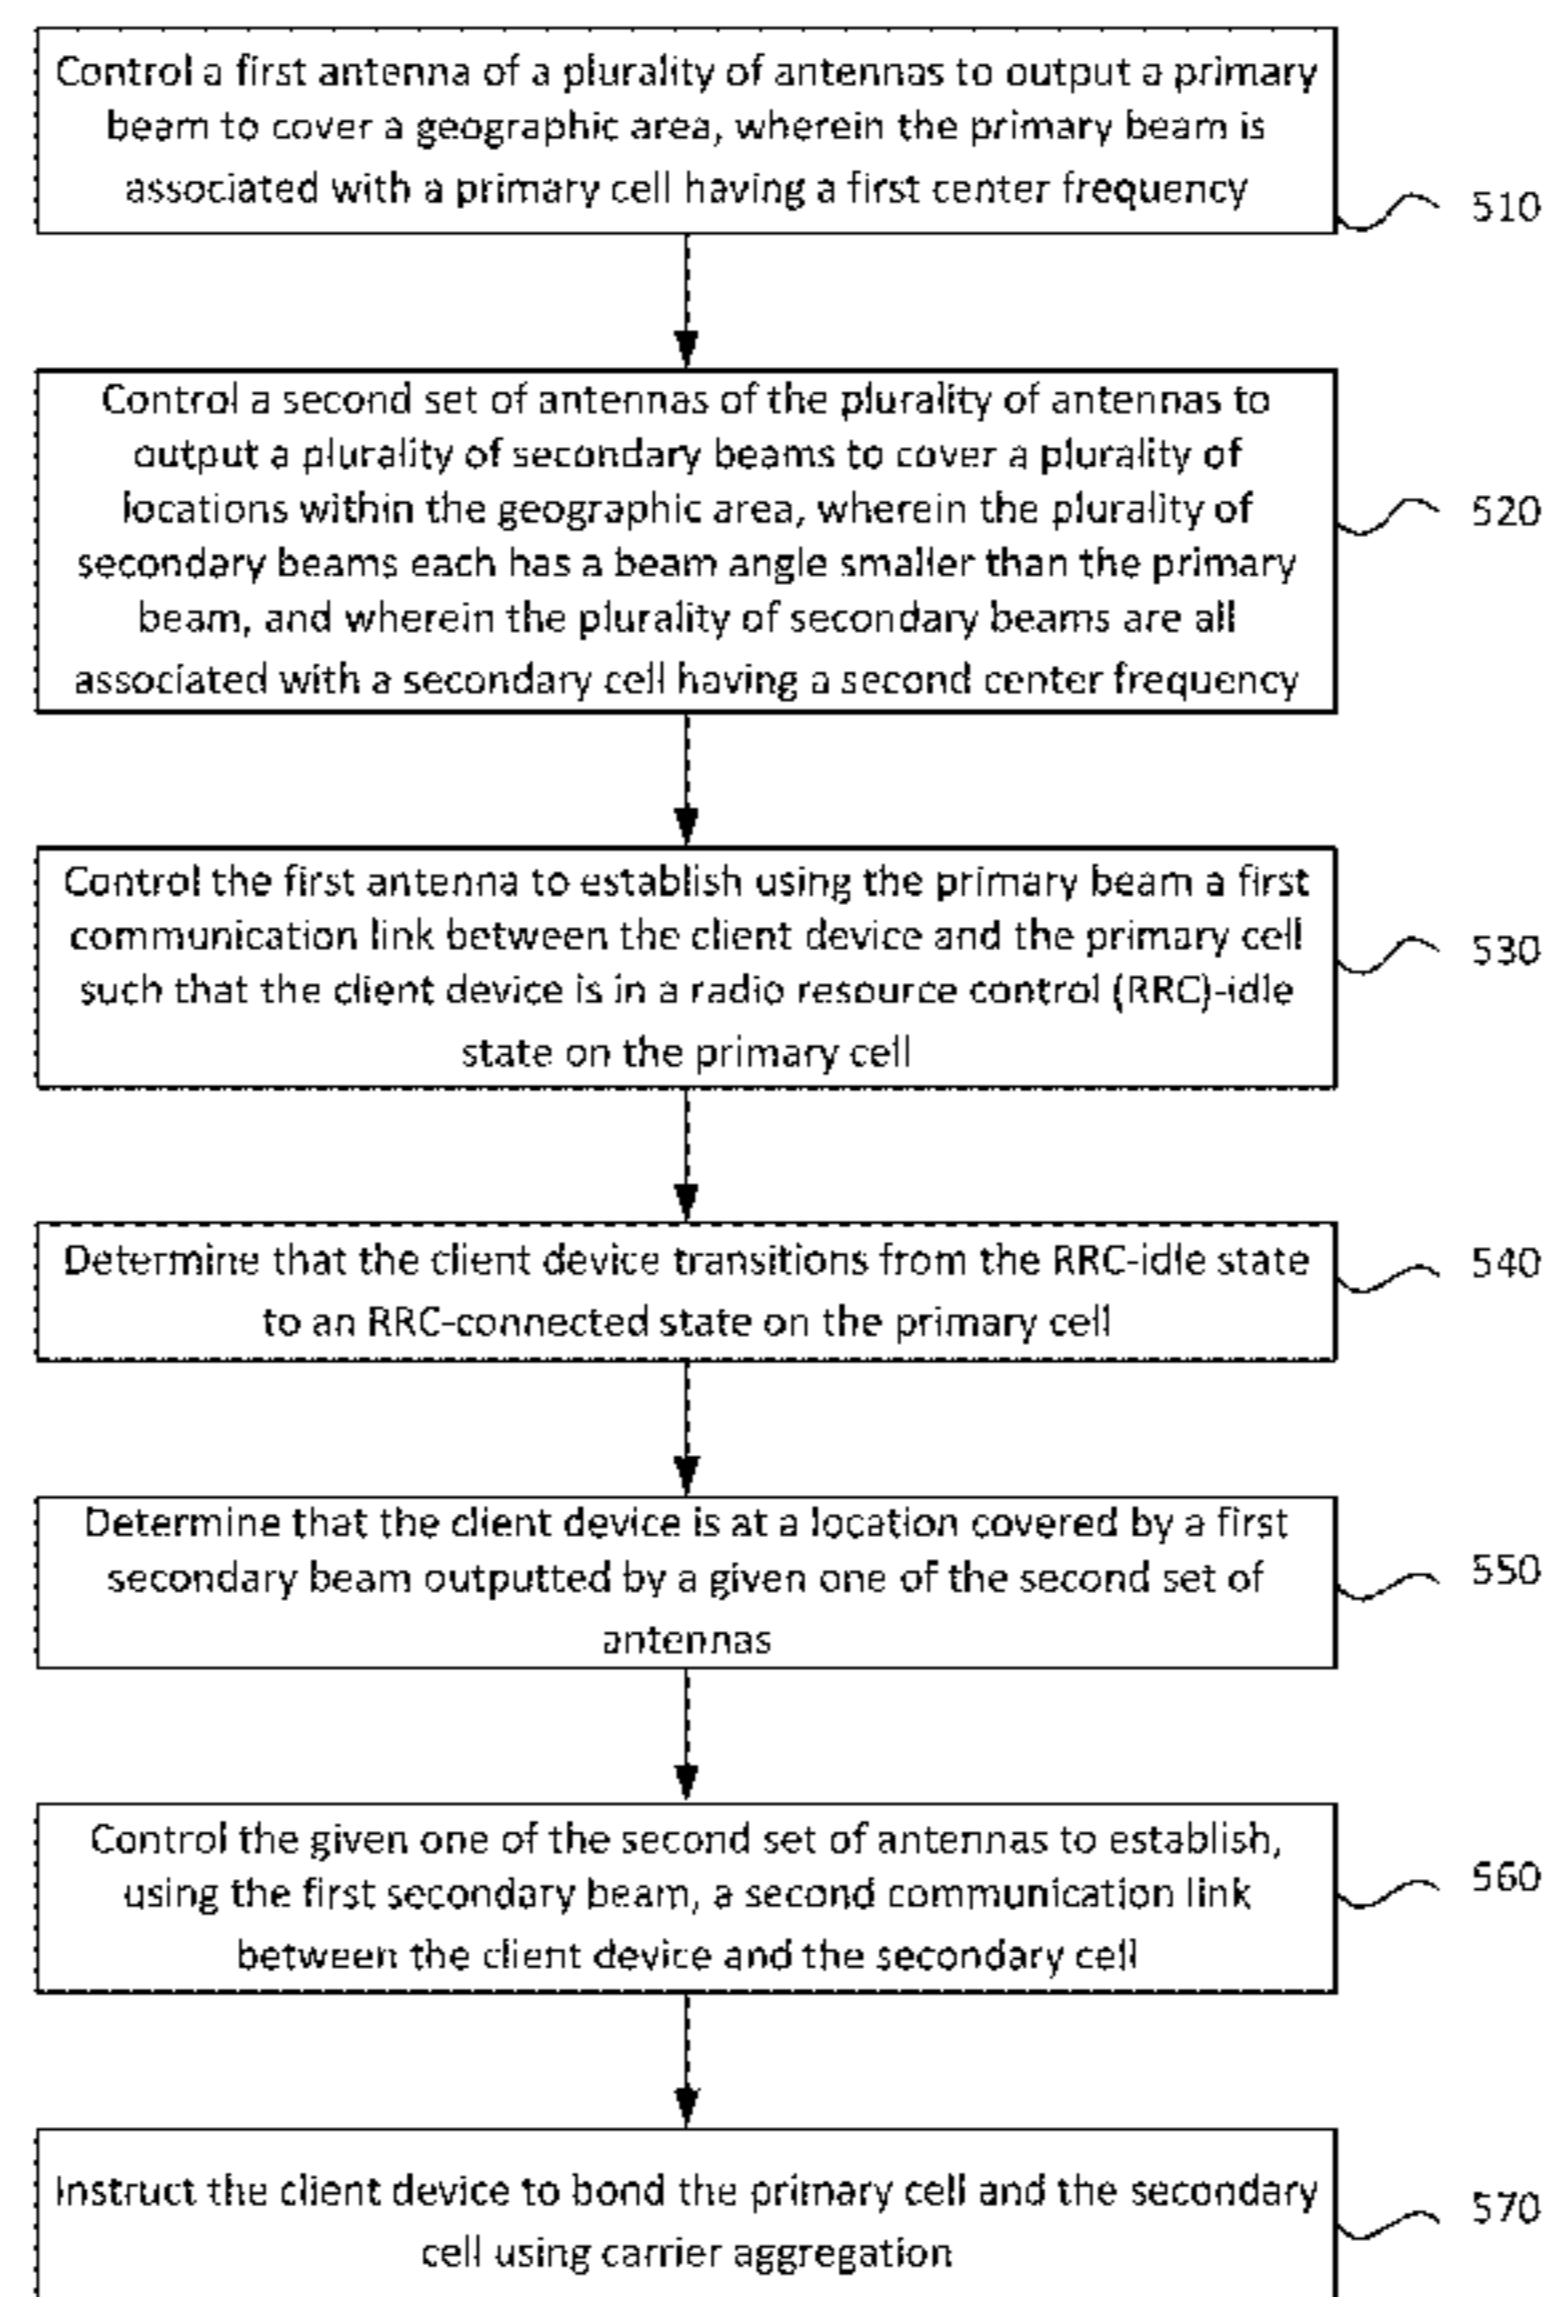 Control a first antenna of a plurality of antennas to output a primary
beam to cover a geographic area, wherein the primary beam is
associated with a primary cell having a first center frequency
510
Control a second set of antennas of the plurality of antennas to
output a plurality of secondary beams to cover a plurality of
locations within the geographic area, wherein the plurality of
secondary beams each has a beam angle smaller than the primary
beam, and wherein the plurality of secondary beams are all
associated with a secondary cell having a second center frequency
520
Control the first antenna to establish using the primary beam a first
communication link between the client device and the primary cell
such that the client device is in a radio resource control (RRC)-idle
state on the primary cell
530
Determine that the client device transitions from the RRC-idle state
to an RRC-connected state on the primary cell
540
Determine that the client device is at a location covered by a first
secondary beam outputted by a given one of the second set of
antennas
550
Control the given one of the second set of antennas to establish,
using the first secondary beam, a second communication link
between the client device and the secondary cell
560
Instruct the client device to bond the primary cell and the secondary
cell using carrier aggregation
570